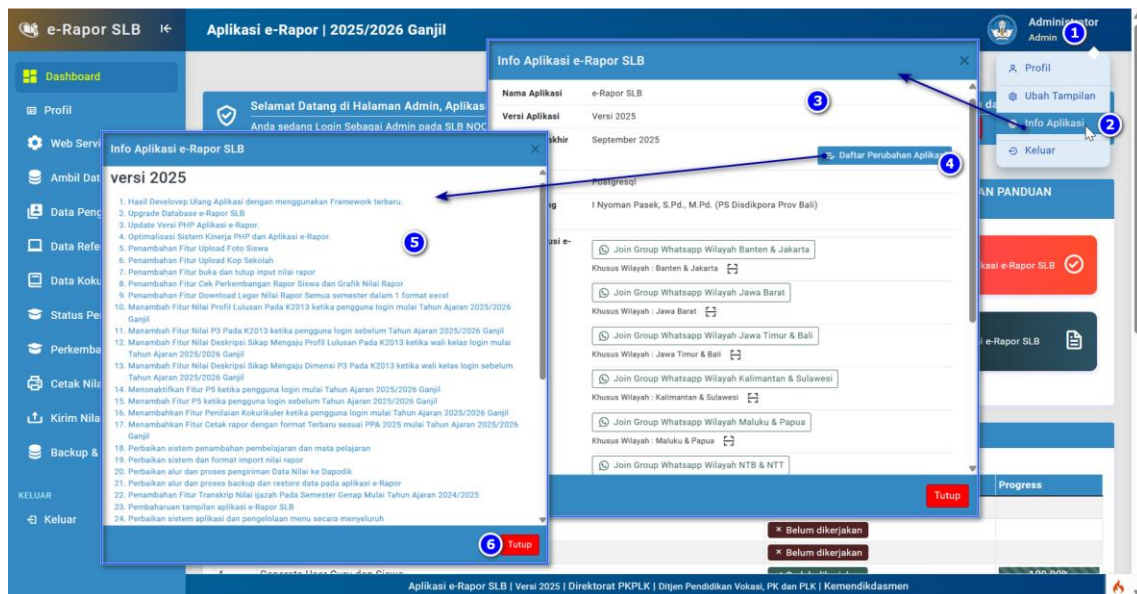 e-Rapor SLB
Aplikasi e-Rapor | 2025/2026 Ganjil
Administrator
Admin
1
Profil
Ubah Tampilan
Info Aplikasi
2
Keluar
Dashboard
Profil
Web Servi
Ambil Dat
Data Peng
Data Refe
Data Koku
Status Pe
Perkemba
Cetak Nila
Kirim Nila
Backup &
KELUAR
Keluar
Selamat Datang di Halaman Admin, Aplikas
Anda sedang Login Sebagai Admin pada SLB NOC
Info Aplikasi e-Rapor SLB
Nama Aplikasi e-Rapor SLB
3
Versi Aplikasi Versi 2025
akhir September 2025
Daftar Perubahan Aplikasi
4
Postgresql
ng I Nyoman Pasek, S.Pd., M.Pd. (PS Disdikpora Prov Bali)
usi e-
Join Group Whatsapp Wilayah Banten & Jakarta
Khusus Wilayah : Banten & Jakarta
Join Group Whatsapp Wilayah Jawa Barat
Khusus Wilayah : Jawa Barat
Join Group Whatsapp Wilayah Jawa Timur & Bali
Khusus Wilayah : Jawa Timur & Bali
Join Group Whatsapp Wilayah Kalimantan & Sulawesi
Khusus Wilayah : Kalimantan & Sulawesi
Join Group Whatsapp Wilayah Maluku & Papua
Khusus Wilayah : Maluku & Papua
Join Group Whatsapp Wilayah NTB & NTT
Tutup
Info Aplikasi e-Rapor SLB
versi 2025
1. Hasil Develovep Ulang Aplikasi dengan menggunakan Framework terbaru.
2. Upgrade Database e-Rapor SLB
3. Update Versi PHP Aplikasi e-Rapor.
4. Optimalisasi Sistem Kinerja PHP dan Aplikasi e-Rapor.
5. Penambahan Fitur Upload Foto Siswa
6. Penambahan Fitur Upload Kop Sekolah
7. Penambahan Fitur buka dan tutup input nilai rapor
8. Penambahan Fitur Cek Perkembangan Rapor Siswa dan Grafik Nilai Rapor
9. Penambahan Fitur Download Leger Nilai Rapor Semua semester dalam 1 format excel
10. Manambah Fitur Nilai Profil Lulusan Pada K2013 ketika pengguna login mulai Tahun Ajaran 2025/2026
Ganjil
11. Manambah Fitur Nilai P3 Pada K2013 ketika pengguna login sebelum Tahun Ajaran 2025/2026 Ganjil
12. Manambah Fitur Nilai Deskripsi Sikap Mengaju Profil Lulusan Pada K2013 ketika wali kelas login mulai
Tahun Ajaran 2025/2026 Ganjil
13. Manambah Fitur Nilai Deskripsi Sikap Mengaju Dimensi P3 Pada K2013 ketika wali kelas login sebelum
Tahun Ajaran 2025/2026 Ganjil
14. Menonaktifkan Fitur P5 ketika pengguna login mulai Tahun Ajaran 2025/2026 Ganjil
15. Menambah Fitur P5 ketika pengguna login sebelum Tahun Ajaran 2025/2026 Ganjil
16. Menambahkan Fitur Penilaian Kokurikuler ketika pengguna login mulai Tahun Ajaran 2025/2026 Ganjil
17. Menambahkan Fitur Cetak rapor dengan format Terbaru sesuai PPA 2025 mulai Tahun Ajaran 2025/2026
Ganjil
18. Perbaikan sistem penambahan pembelajaran dan mata pelajaran
19. Perbaikan sistem dan format import nilai rapor
20. Perbaikan alur dan proses pengiriman Data Nilai ke Dapodik
21. Perbaikan alur dan proses backup dan restore data pada aplikasi e-Rapor
22. Penambahan Fitur Transkrip Nilai ijazah Pada Semester Genap Mulai Tahun Ajaran 2024/2025
23. Pembaharuan tampilan aplikasi e-Rapor SLB
24. Perbaikan sistem aplikasi dan pengelolaan menu secara menyeluruh
5
6
Tutup
AN PANDUAN
kasi e-Rapor SLB
i e-Rapor SLB
Progress
× Belum dikerjakan
× Belum dikerjakan
Generate User Guru dan Siswa
100.00%
Aplikasi e-Rapor SLB | Versi 2025 | Direktorat PKPLK | Ditjen Pendidikan Vokasi, PK dan PLK | Kemendikdasmen